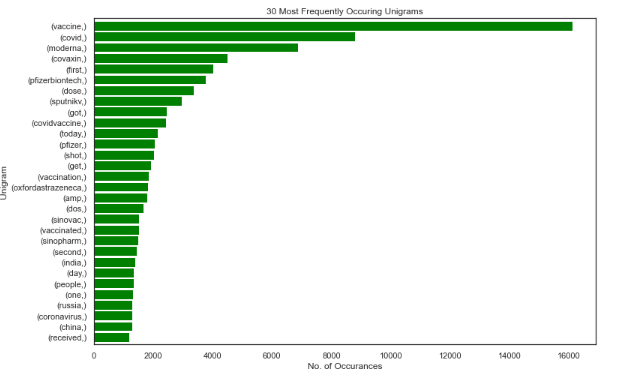 30 Most Frequently Occuring Unigrams
(vaccine,)
(covid,)
(moderna,)
(covaxin,)
(first,)
(pfizerbiontech,)
(dose,)
(sputnikv,)
(got,)
(covidvaccine,)
(today,)
(pfizer,)
(shot,)
(get,)
(vaccination,)
(oxfordastrazeneca,)
(amp,)
(dos,)
(sinovac,)
(vaccinated,)
(sinopharm,)
(second,)
(india,)
(day,)
(people,)
(one,)
(russia,)
(coronavirus,)
(china,)
(received,)
Unigram
0 2000 4000 6000 8000 10000 12000 14000 16000
No. of Occurances